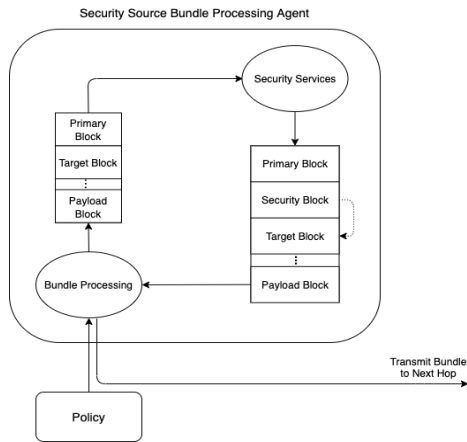 Security Source Bundle Processing Agent
Security Services
Primary
Block
Target Block
⋮
Payload
Block
Primary Block
Security Block
Target Block
⋮
Payload Block
Bundle Processing
Transmit Bundle
to Next Hop
Policy